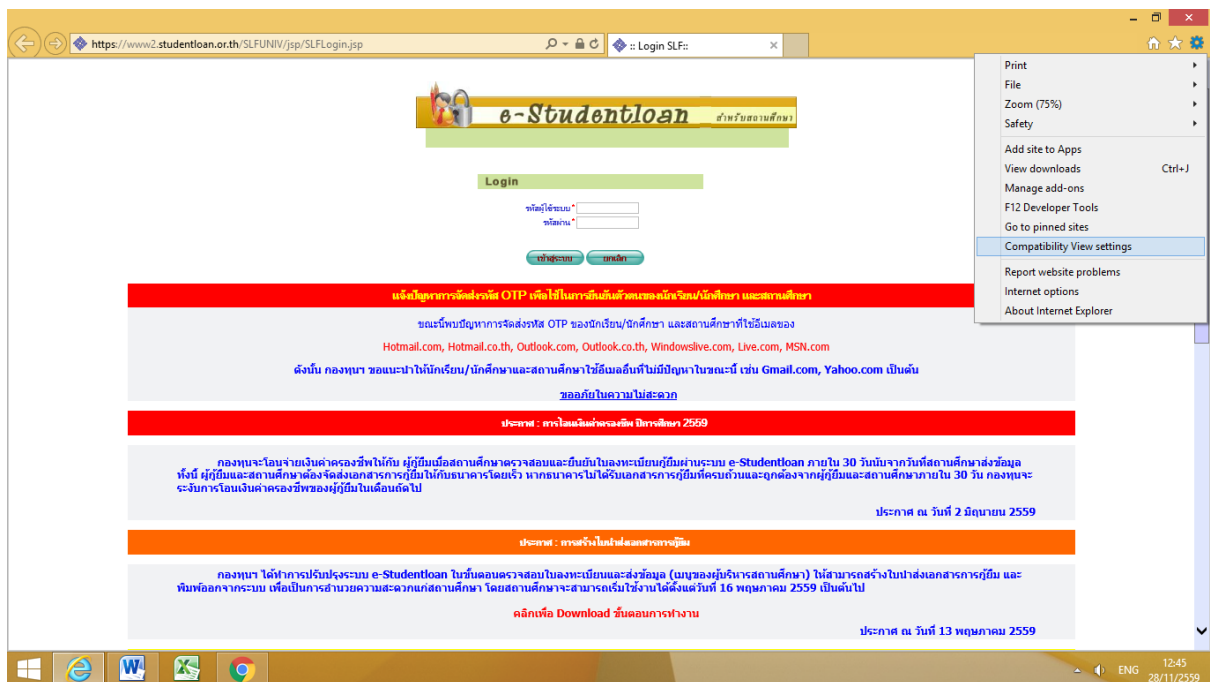 https://www2.studentloan.or.th/SLFUNIV/jsp/SLFLogin.jsp
:: Login SLF::
Print
File
Zoom (75%)
Safety
Add site to Apps
View downloads Ctrl+J
Manage add-ons
F12 Developer Tools
Go to pinned sites
Compatibility View settings
Report website problems
Internet options
About Internet Explorer
e-Studentloan สำหรับสถานศึกษา
Login
รหัสผู้ใช้ระบบ*
รหัสผ่าน*
เข้าสู่ระบบ ยกเลิก
แจ้งปัญหาการจัดส่งรหัส OTP เพื่อใช้ในการยืนยันตัวตนของนักเรียน/นักศึกษา และสถานศึกษา
ขณะนี้พบปัญหาการจัดส่งรหัส OTP ของนักเรียน/นักศึกษา และสถานศึกษาที่ใช้อีเมลของ
Hotmail.com, Hotmail.co.th, Outlook.com, Outlook.co.th, Windowslive.com, Live.com, MSN.com
ดังนั้น กองทุนฯ ขอแนะนำให้นักเรียน/นักศึกษาและสถานศึกษาใช้อีเมลอื่นที่ไม่มีปัญหาในขณะนี้ เช่น Gmail.com, Yahoo.com เป็นต้น
ขออภัยในความไม่สะดวก
ประกาศ : การโอนเงินค่าครองชีพ ปีการศึกษา 2559
กองทุนจะโอนจ่ายเงินค่าครองชีพให้กับ ผู้กู้ยืมเมื่อสถานศึกษาตรวจสอบและยืนยันใบลงทะเบียนผู้กู้ยืมผ่านระบบ e-Studentloan ภายใน 30 วันนับจากวันที่สถานศึกษาส่งข้อมูล
ทั้งนี้ ผู้กู้ยืมและสถานศึกษาต้องจัดส่งเอกสารการกู้ยืมให้กับธนาคารโดยเร็ว หากธนาคารไม่ได้รับเอกสารการกู้ยืมที่ครบถ้วนและถูกต้องจากผู้กู้ยืมและสถานศึกษาภายใน 30 วัน กองทุนจะ
ระงับการโอนเงินค่าครองชีพของผู้กู้ยืมในเดือนถัดไป
ประกาศ ณ วันที่ 2 มิถุนายน 2559
ประกาศ : การสร้างใบนำส่งเอกสารการกู้ยืม
กองทุนฯ ได้ทำการปรับปรุงระบบ e-Studentloan ในขั้นตอนตรวจสอบใบลงทะเบียนและส่งข้อมูล (เมนูของผู้บริหารสถานศึกษา) ให้สามารถสร้างใบนำส่งเอกสารการกู้ยืม และ
พิมพ์ออกจากระบบ เพื่อเป็นการอำนวยความสะดวกแก่สถานศึกษา โดยสถานศึกษาจะสามารถเริ่มใช้งานได้ตั้งแต่วันที่ 16 พฤษภาคม 2559 เป็นต้นไป
คลิกเพื่อ Download ขั้นตอนการทำงาน
ประกาศ ณ วันที่ 13 พฤษภาคม 2559
ENG 12:45
28/11/2559